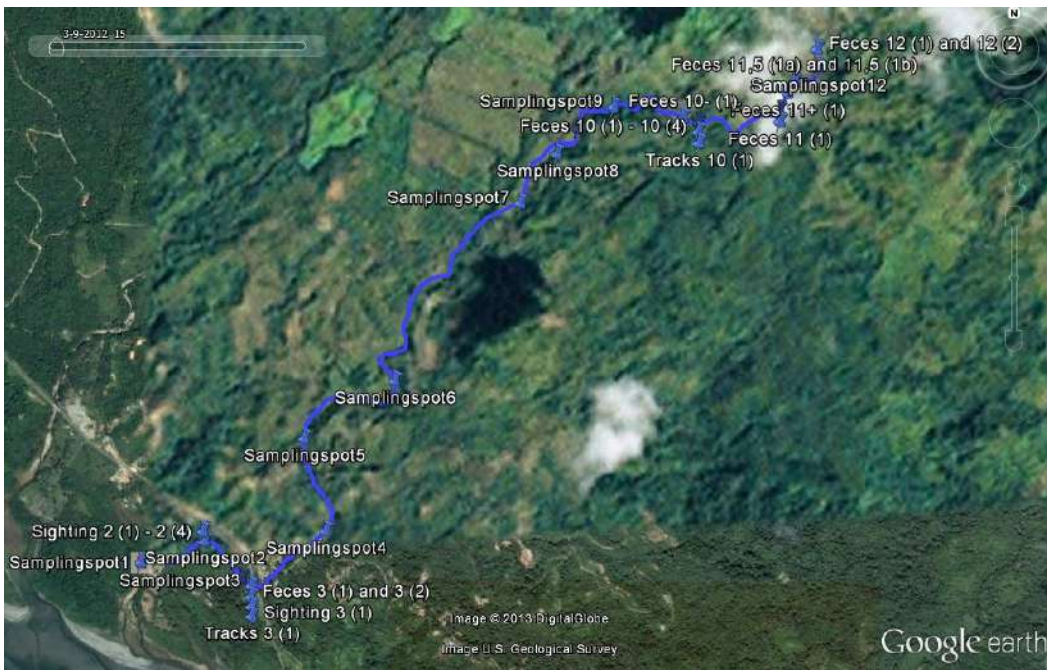 N
3-9-2012 15
Feces 12 (1) and 12 (2)
Feces 11,5 (1a) and 11,5 (1b)
Samplingspot12
Samplingspot9
Feces 10- (1)
Feces 11+ (1)
Feces 10 (1) - 10 (4)
Feces 11 (1)
Tracks 10 (1)
Samplingspot8
Samplingspot7
Samplingspot6
Samplingspot5
Sighting 2 (1) - 2 (4)
Samplingspot4
Samplingspot1
Samplingspot2
Samplingspot3
Feces 3 (1) and 3 (2)
Sighting 3 (1)
Tracks 3 (1)
Image © 2013 DigitalGlobe
Image U.S. Geological Survey
Google earth